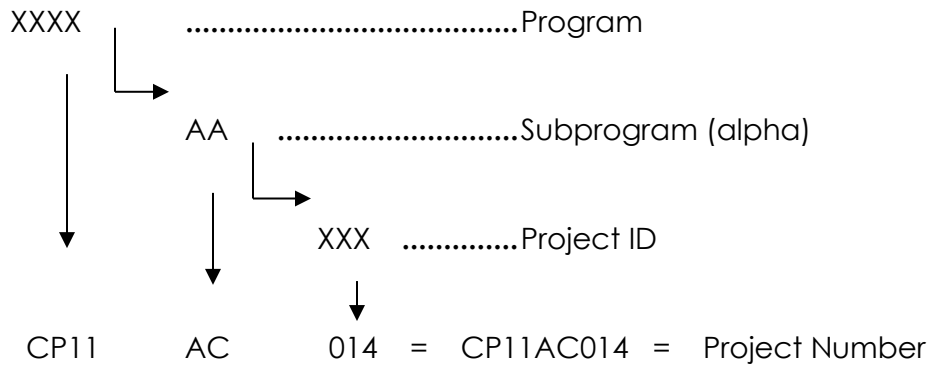 XXXX ........................................Program
AA .............................Subprogram (alpha)
XXX ..............Project ID
CP11 AC 014 = CP11AC014 = Project Number